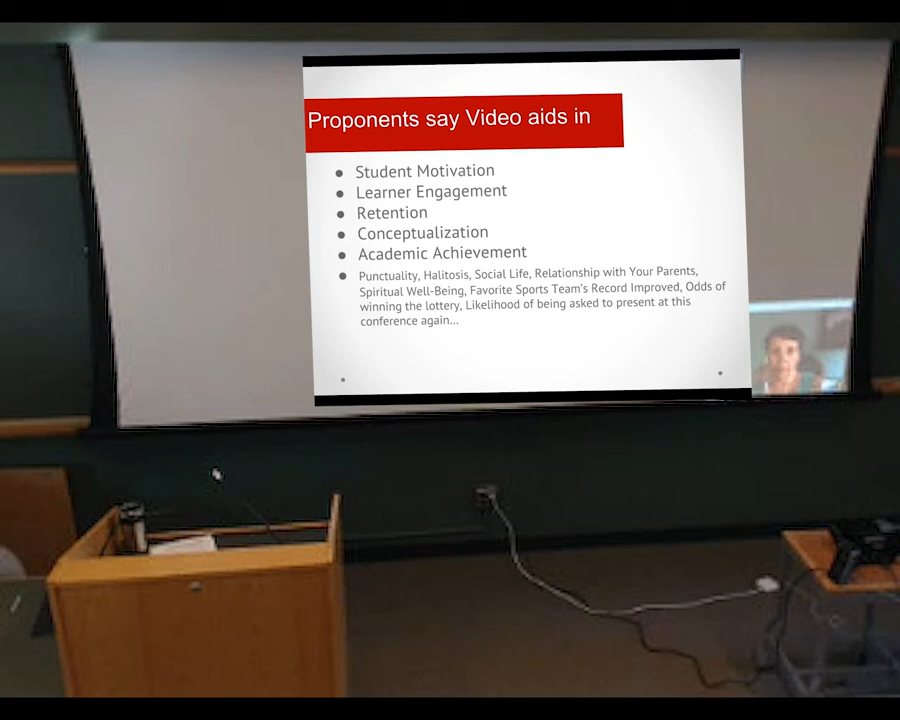 Proponents say Video aids in
● Student Motivation
● Learner Engagement
● Retention
● Conceptualization
● Academic Achievement
● Punctuality, Halitosis, Social Life, Relationship with Your Parents,
Spiritual Well-Being, Favorite Sports Team's Record Improved, Odds of
winning the lottery, Likelihood of being asked to present at this
conference again...